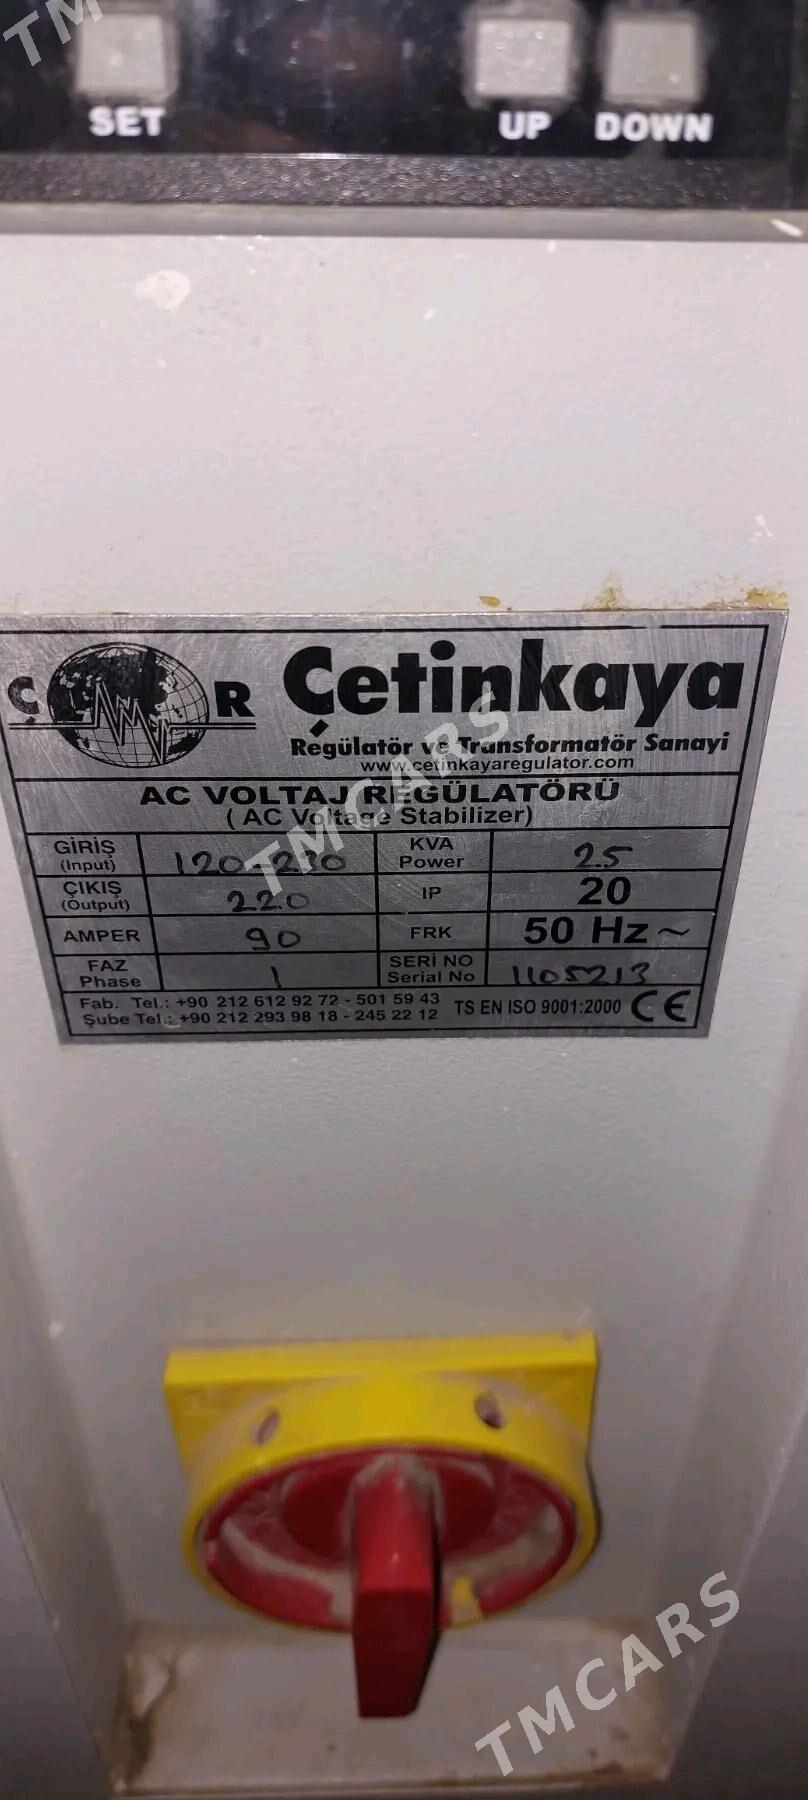 SET UP DOWN
Ç R Çetinkaya
Regülatör ve Transformatör Sanayi
www.cetinkayaregulator.com
AC VOLTAJ REGÜLATÖRÜ
(AC Voltage Stabilizer)
GİRİŞ (Input) 120-230 KVA Power 25
ÇIKIŞ (Output) 220 IP 20
AMPER 90 FRK 50 Hz ~
FAZ Phase 1 SERİ NO Serial No 1105213
Fab. Tel.: +90 212 612 92 72 - 501 59 43
Şube Tel.: +90 212 293 98 18 - 245 22 12
TS EN ISO 9001:2000 CE
TMCARS
TMCARS